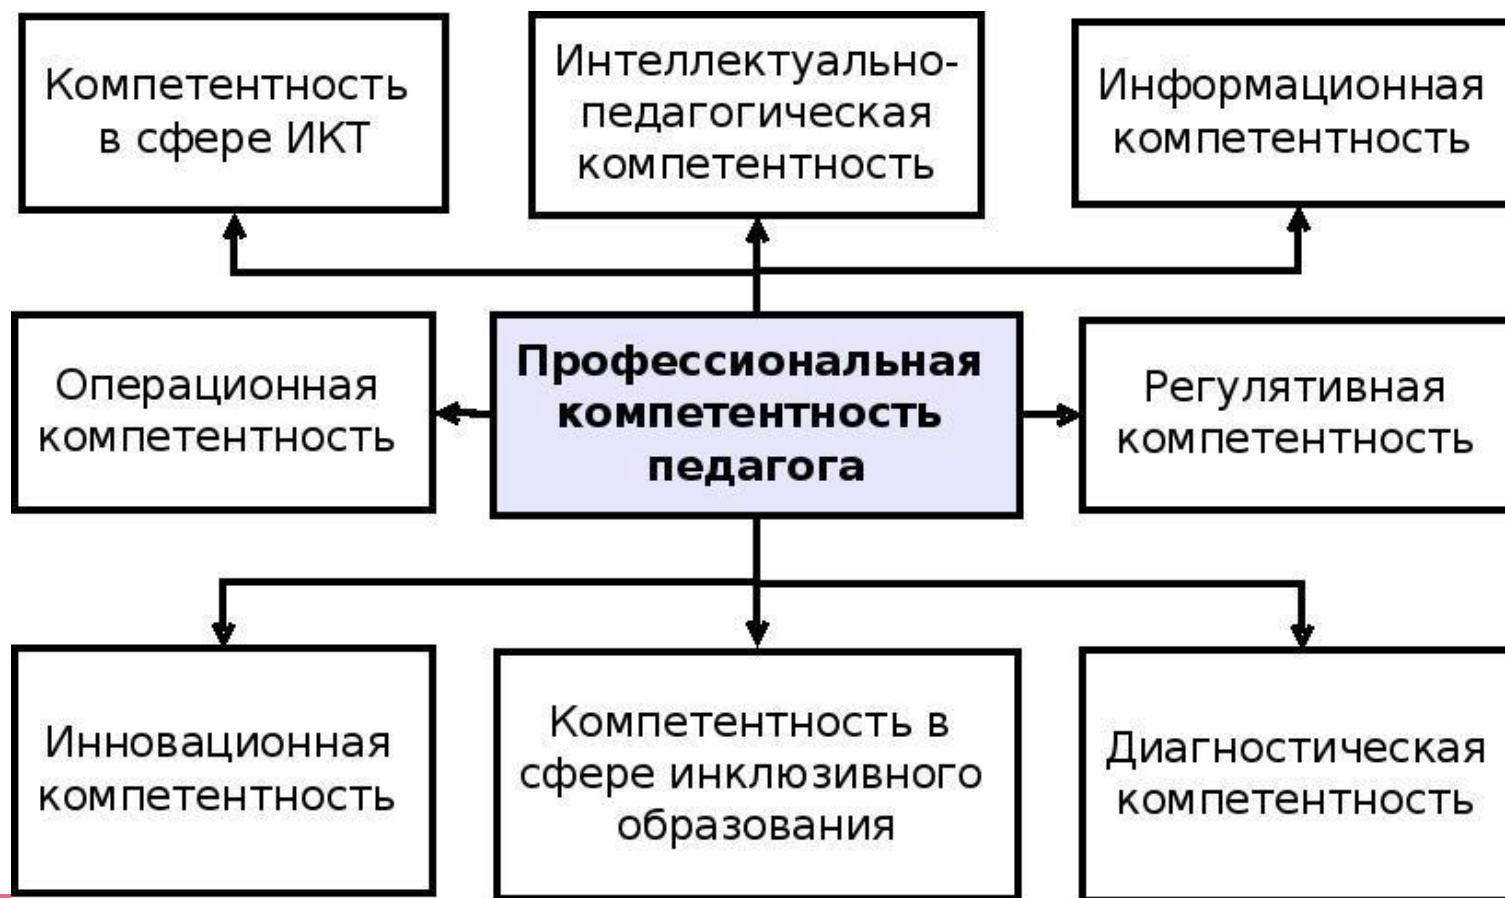 Компетентность
в сфере ИКТ
Интеллектуально-
педагогическая
компетентность
Информационная
компетентность
Операционная
компетентность
Профессиональная
компетентность
педагога
Регулятивная
компетентность
Инновационная
компетентность
Компетентность в
сфере инклюзивного
образования
Диагностическая
компетентность